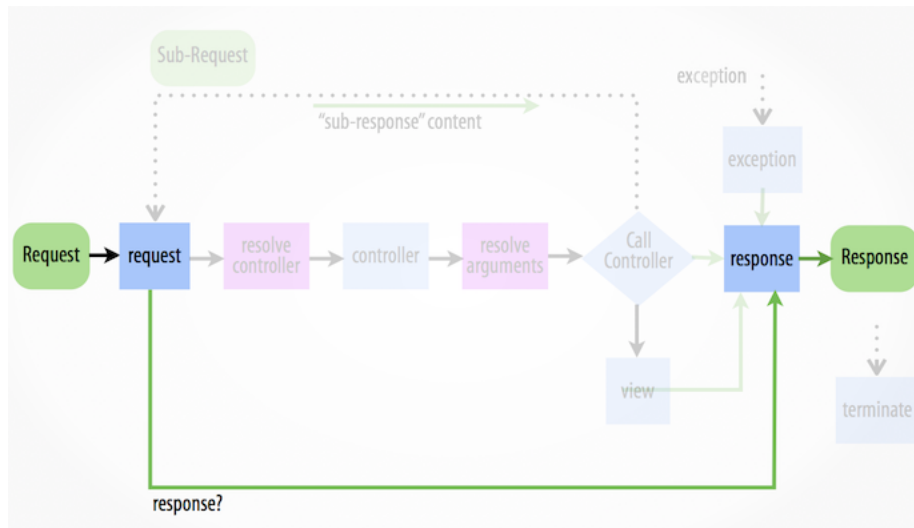 Sub-Request
exception
"sub-response" content
exception
Request
request
resolve
controller
controller
resolve
arguments
Call
Controller
response
Response
view
terminate
response?